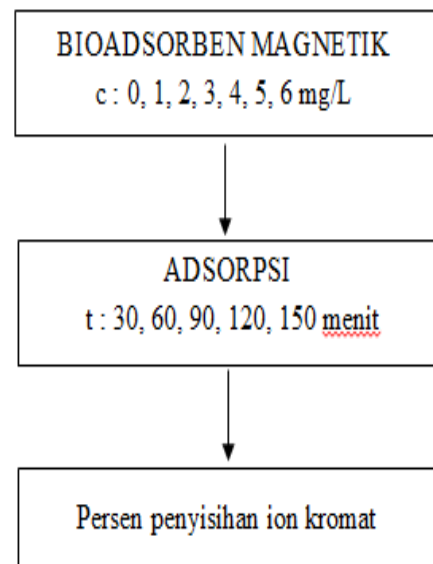 BIOADSORBEN MAGNETIK
c : 0, 1, 2, 3, 4, 5, 6 mg/L
ADSORPSI
t : 30, 60, 90, 120, 150 menit
Persen penyisihan ion kromat